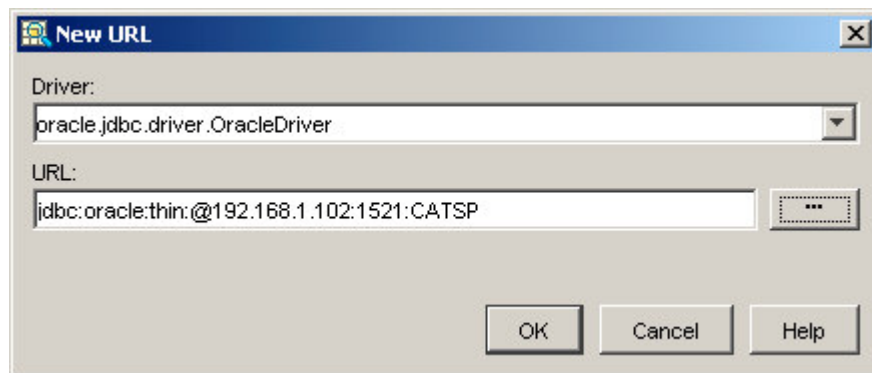 New URL
Driver:
oracle.jdbc.driver.OracleDriver
URL:
jdbc:oracle:thin:@192.168.1.102:1521:CATSP
...
OK Cancel Help